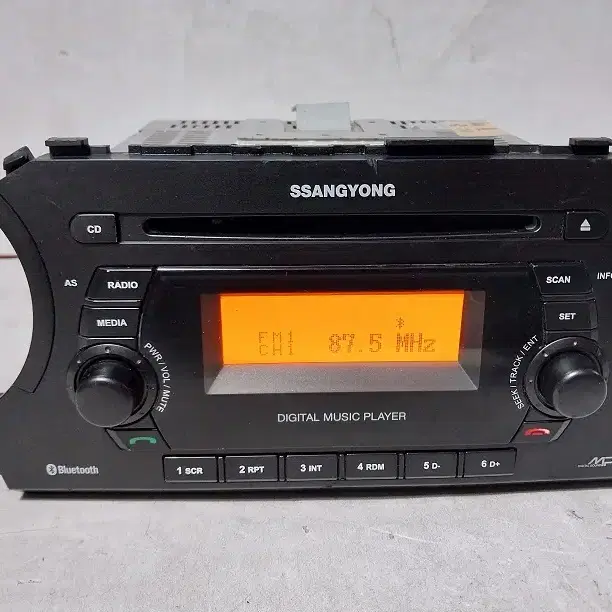 SSANGYONG
CD
AS
RADIO
SCAN
INFO
MEDIA
SET
PWR / VOL / MUTE
FM1
CH1
87.5 MHz
SEEK / TRACK / ENT
DIGITAL MUSIC PLAYER
Bluetooth
1 SCR
2 RPT
3 INT
4 RDM
5 D-
6 D+